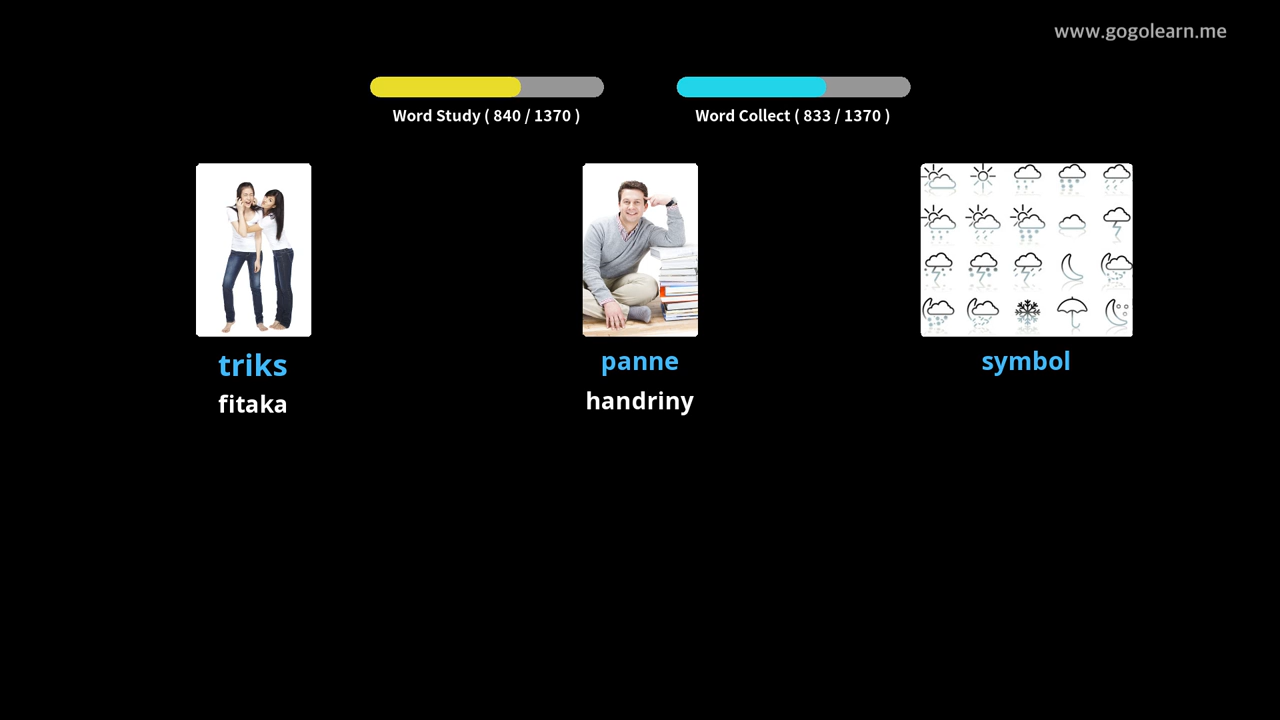 www.gogolearn.me
Word Study ( 840 / 1370 )
Word Collect ( 833 / 1370 )
triks
fitaka
panne
handriny
symbol